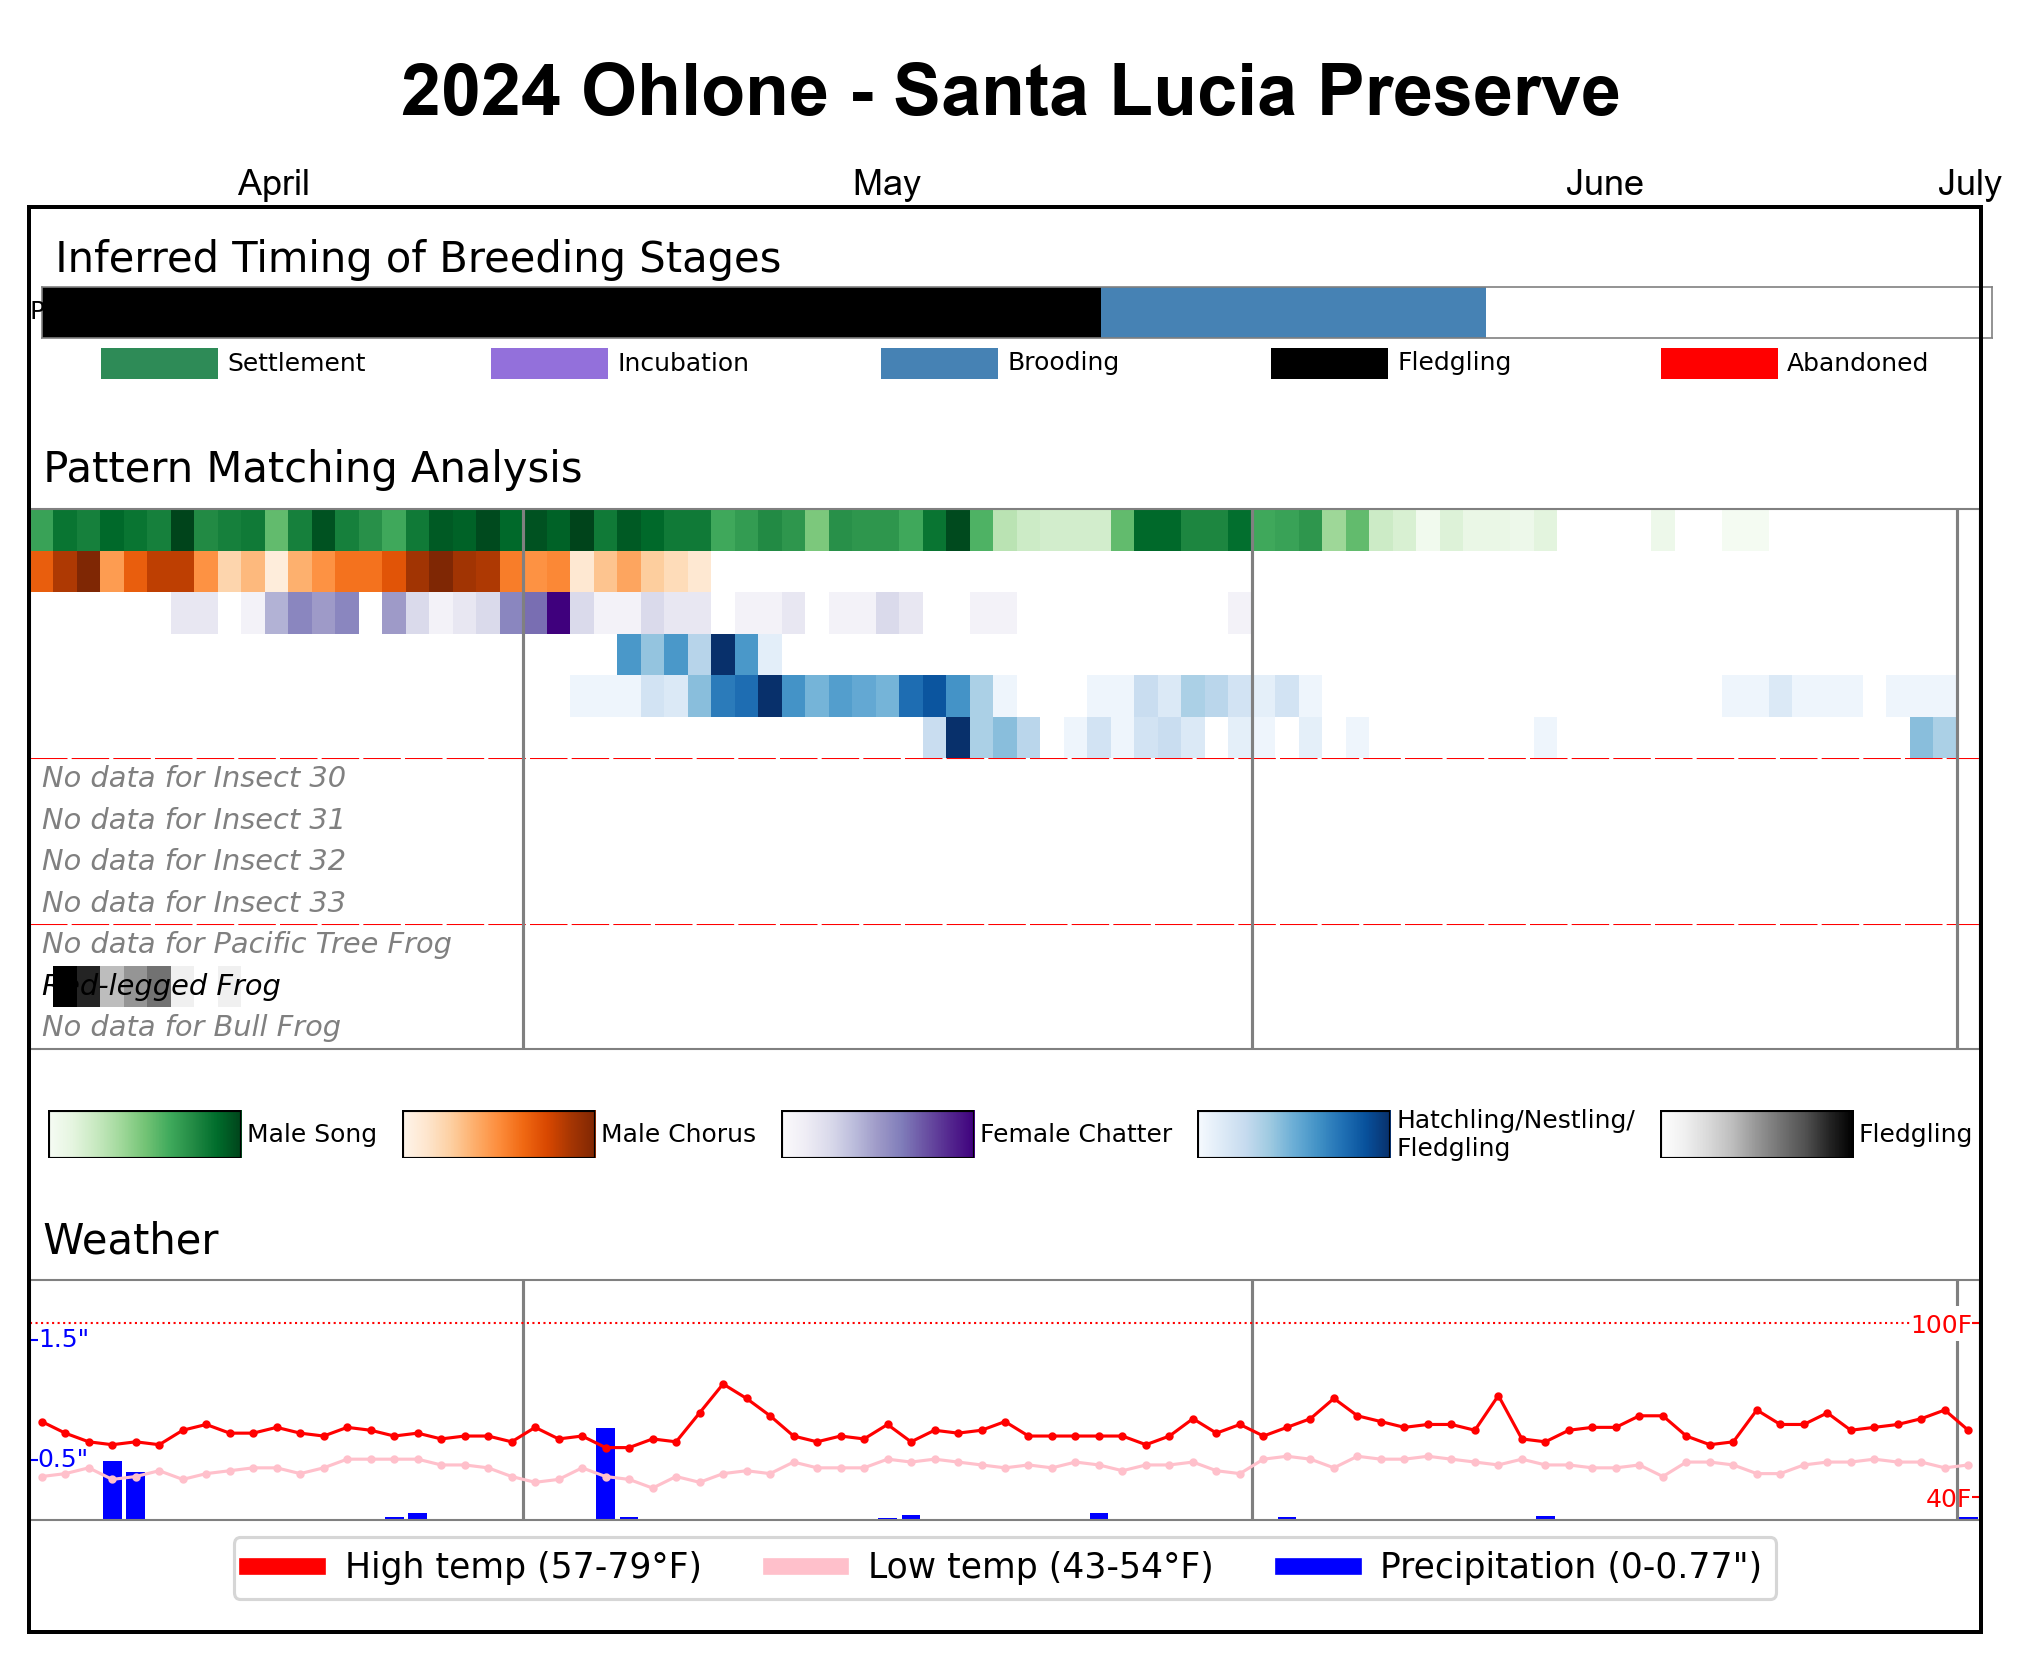 2024 Ohlone - Santa Lucia Preserve
April May June July
Inferred Timing of Breeding Stages
P
Settlement Incubation Brooding Fledgling Abandoned
Pattern Matching Analysis
No data for Insect 30
No data for Insect 31
No data for Insect 32
No data for Insect 33
No data for Pacific Tree Frog
Red-legged Frog
No data for Bull Frog
Male Song Male Chorus Female Chatter Hatchling/Nestling/
Fledgling Fledgling
Weather
100F
1.5"
0.5"
40F
High temp (57-79°F) Low temp (43-54°F) Precipitation (0-0.77")